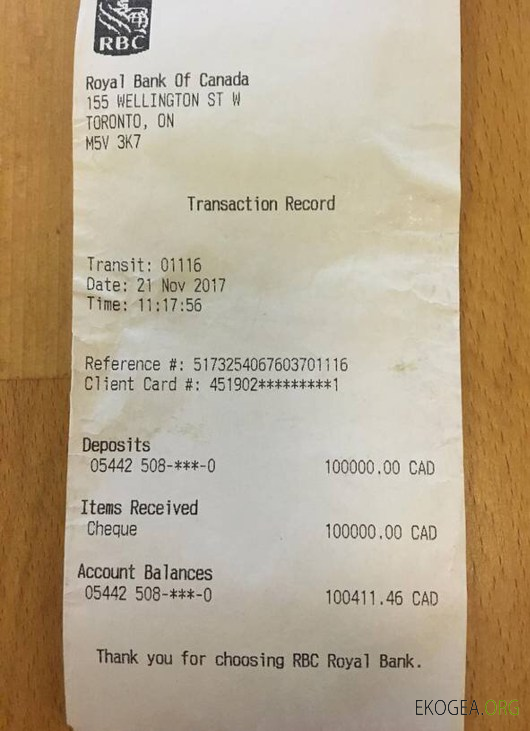 RBC
Royal Bank Of Canada
155 WELLINGTON ST W
TORONTO, ON
M5V 3K7
Transaction Record
Transit: 01116
Date: 21 Nov 2017
Time: 11:17:56
Reference #: 5173254067603701116
Client Card #: 451902*********1
Deposits
05442 508-***-0 100000.00 CAD
Items Received
Cheque 100000.00 CAD
Account Balances
05442 508-***-0 100411.46 CAD
Thank you for choosing RBC Royal Bank.
EKOGEA.ORG